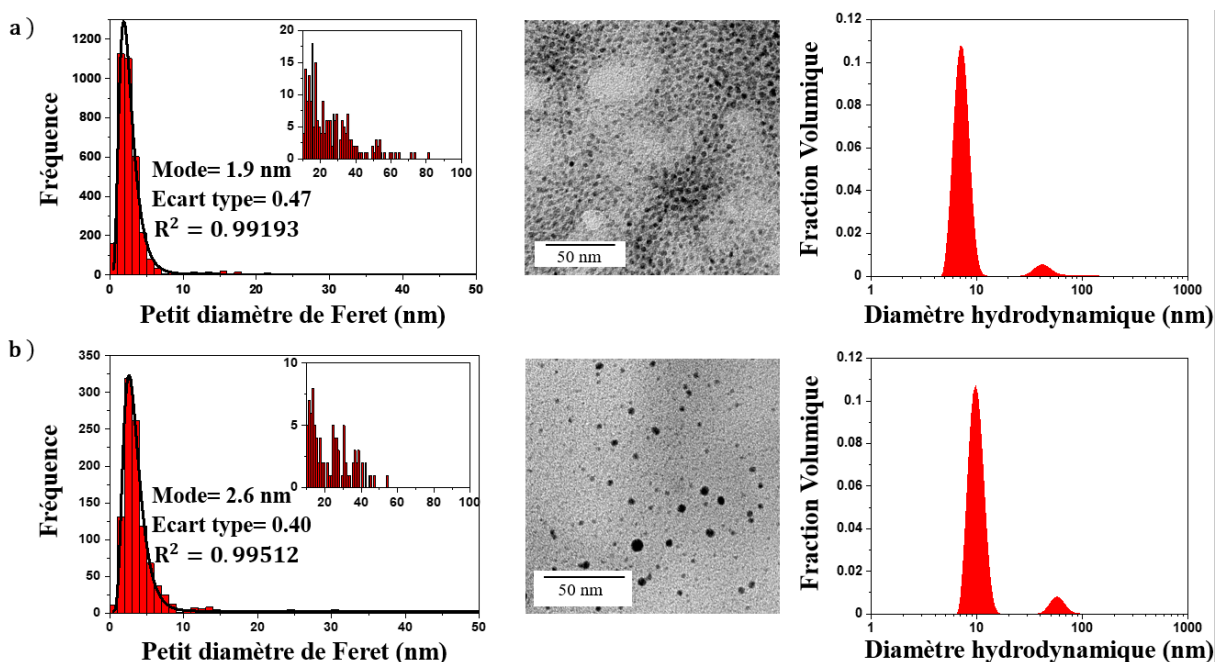 a )
Fréquence
1200
1000
800
600
400
200
0
0 10 20 30 40 50
Petit diamètre de Feret (nm)
Mode= 1.9 nm
Ecart type= 0.47
R² = 0.99193
20
15
10
5
0
20 40 60 80 100
50 nm
Fraction Volumique
0.12
0.1
0.08
0.06
0.04
0.02
0
1 10 100 1000
Diamètre hydrodynamique (nm)
b )
Fréquence
350
300
250
200
150
100
50
0
0 10 20 30 40 50
Petit diamètre de Feret (nm)
Mode= 2.6 nm
Ecart type= 0.40
R² = 0.99512
10
5
0
20 40 60 80 100
50 nm
Fraction Volumique
0.12
0.1
0.08
0.06
0.04
0.02
0
1 10 100 1000
Diamètre hydrodynamique (nm)